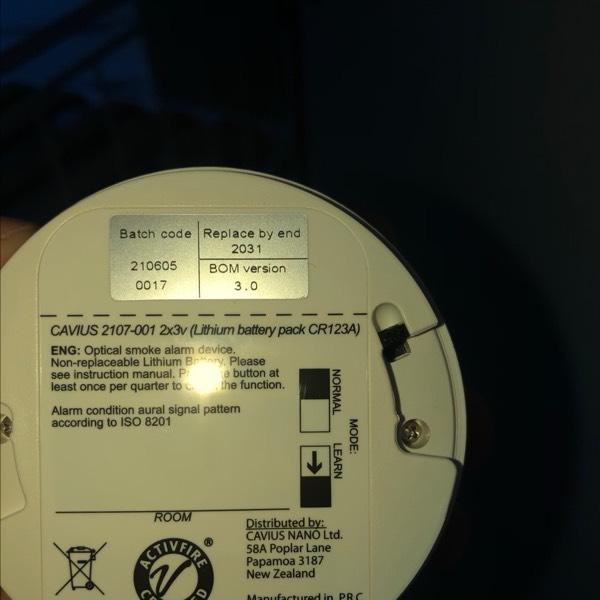 Batch code
210605
0017
Replace by end
2031
BOM version
3.0
CAVIUS 2107-001 2x3v (Lithium battery pack CR123A)
ENG: Optical smoke alarm device.
Non-replaceable Lithium Please
see instruction manual. button at
least once per quarter to the function.
Alarm condition aural signal pattern
according to ISO 8201
NORMAL
MODE:
LEARN
ROOM
ACTIVFIRE
®
Distributed by:
CAVIUS NANO Ltd.
58A Poplar Lane
Papamoa 3187
New Zealand
Manufactured in P.R.C